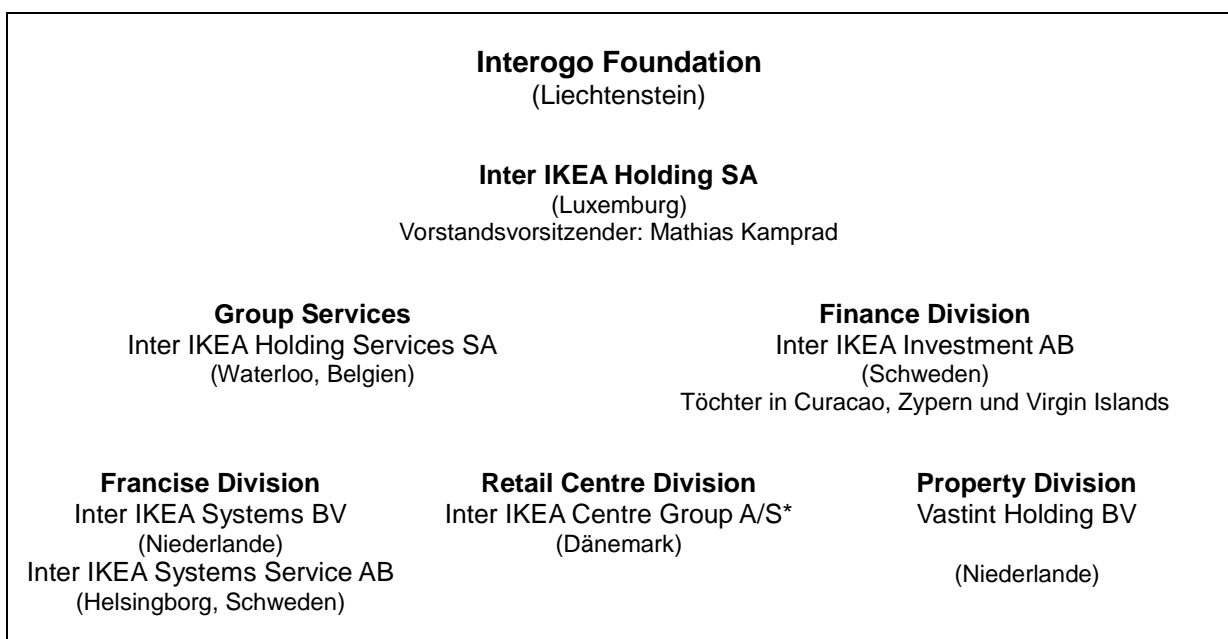 Interogo Foundation
(Liechtenstein)
Inter IKEA Holding SA
(Luxemburg)
Vorstandsvorsitzender: Mathias Kamprad
Group Services
Inter IKEA Holding Services SA
(Waterloo, Belgien)
Finance Division
Inter IKEA Investment AB
(Schweden)
Töchter in Curacao, Zypern und Virgin Islands
Francise Division
Inter IKEA Systems BV
(Niederlande)
Inter IKEA Systems Service AB
(Helsingborg, Schweden)
Retail Centre Division
Inter IKEA Centre Group A/S*
(Dänemark)
Property Division
Vastint Holding BV
(Niederlande)